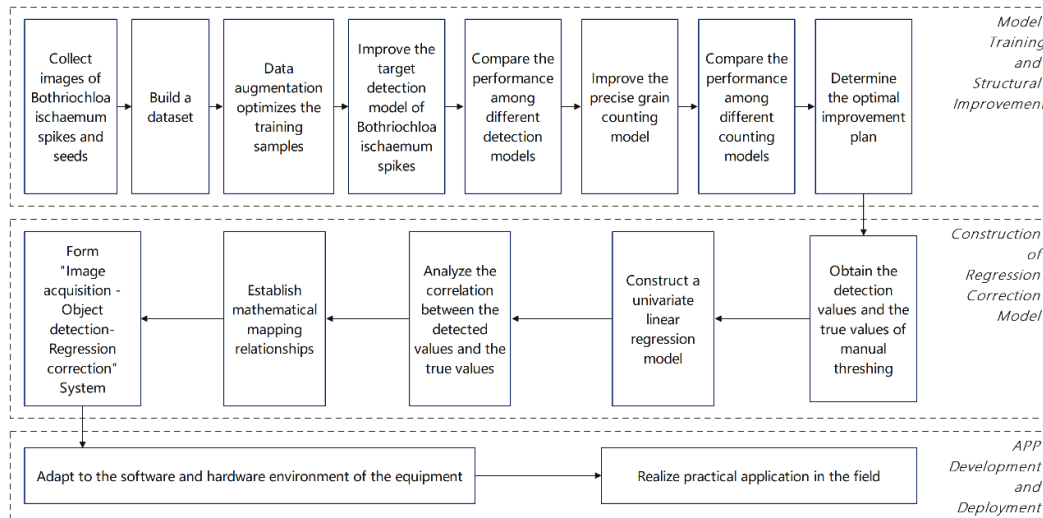 Collect
images of
Bothriochloa
ischaemum
spikes and
seeds
Build a
dataset
Data
augmentation
optimizes the
training
samples
Improve the
target
detection
model of
Bothriochloa
ischaemum
spikes
Compare the
performance
among
different
detection
models
Improve the
precise grain
counting
model
Compare the
performance
among
different
counting
models
Determine
the optimal
improvement
plan
Model
Training
and
Structural
Improvement
Form
"Image
acquisition -
Object
detection-
Regression
correction"
System
Establish
mathematical
mapping
relationships
Analyze the
correlation
between the
detected
values and the
true values
Construct a
univariate
linear
regression
model
Obtain the
detection
values and the
true values of
manual
threshing
Construction
of
Regression
Correction
Model
Adapt to the software and hardware environment of the equipment
Realize practical application in the field
APP
Development
and
Deployment